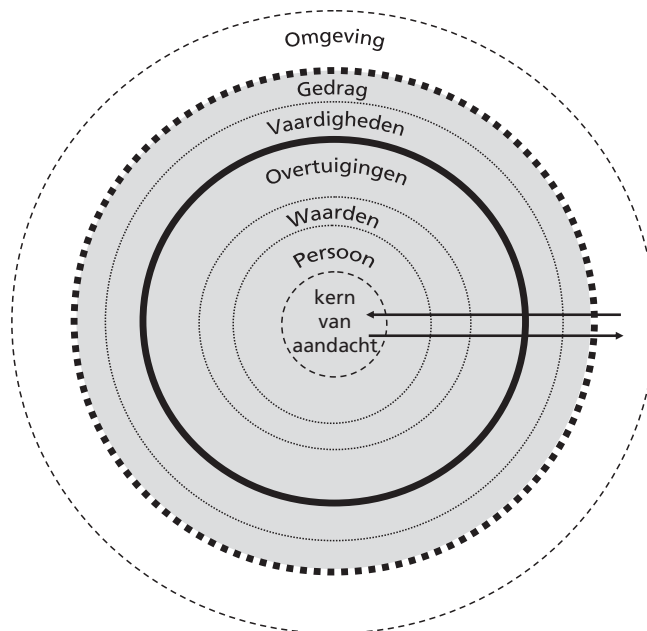 Omgeving
Gedrag
Vaardigheden
Overtuigingen
Waarden
Persoon
kern
van
aandacht